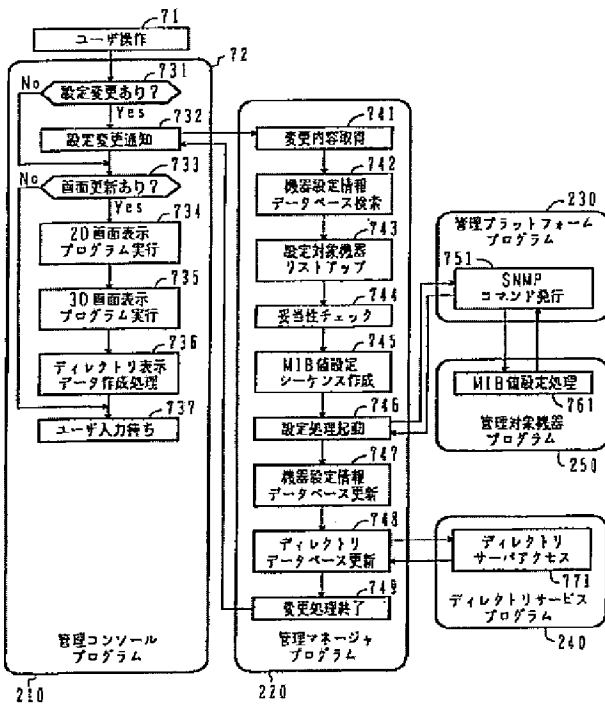 71
ユーザ操作
72
731
No
設定変更あり?
Yes
732
設定変更通知
733
No
画面更新あり?
Yes
734
2D画面表示
プログラム実行
735
3D画面表示
プログラム実行
736
ディレクトリ表示
データ作成処理
737
ユーザ入力待ち
管理コンソール
プログラム
210
741
変更内容取得
742
機器設定情報
データベース検索
743
設定対象機器
リストアップ
744
妥当性チェック
745
MIB値設定
シーケンス作成
746
設定処理起動
747
機器設定情報
データベース更新
748
ディレクトリ
データベース更新
749
変更処理終了
管理マネージャ
プログラム
220
230
管理プラットフォーム
プログラム
751
SNMP
コマンド発行
MIB値設定処理
761
管理対象機器
プログラム
250
ディレクトリ
サーバアクセス
771
ディレクトリサービス
プログラム
240